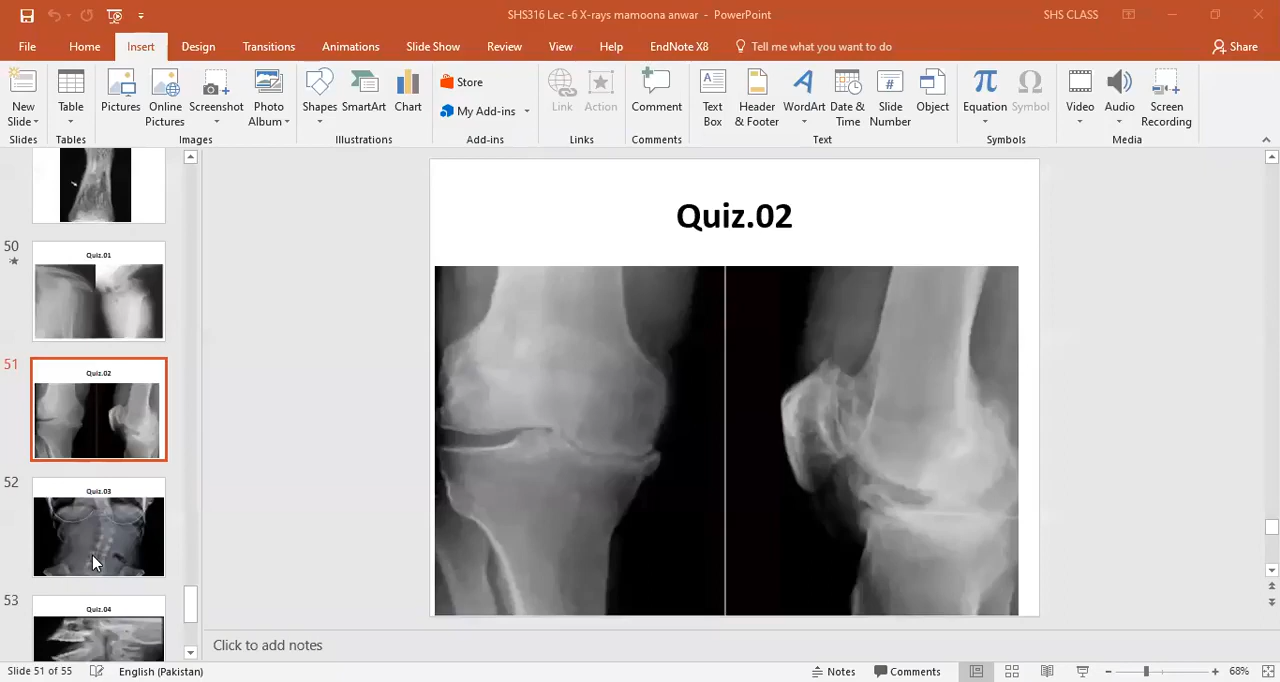 SHS316 Lec -6 X-rays mamoona anwar - PowerPoint
SHS CLASS
File Home Insert Design Transitions Animations Slide Show Review View Help EndNote X8 Tell me what you want to do Share
New Slide
Table
Pictures
Online Pictures
Screenshot
Photo Album
Shapes
SmartArt
Chart
Store
My Add-ins
Link
Action
Comment
Text Box
Header & Footer
WordArt
Date & Time
Slide Number
Object
Equation
Symbol
Video
Audio
Screen Recording
Slides Tables Images Illustrations Add-ins Links Comments Text Symbols Media
50
Quiz.01
51
Quiz.02
52
Quiz.03
53
Quiz.04
Quiz.02
Click to add notes
Slide 51 of 55 English (Pakistan) Notes Comments 68%